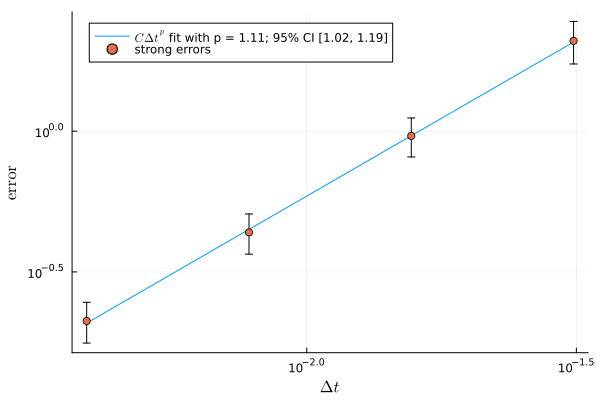 CΔt^p fit with p = 1.11; 95% CI [1.02, 1.19]
strong errors
10^0.0
10^−0.5
error
10^−2.0
10^−1.5
Δt